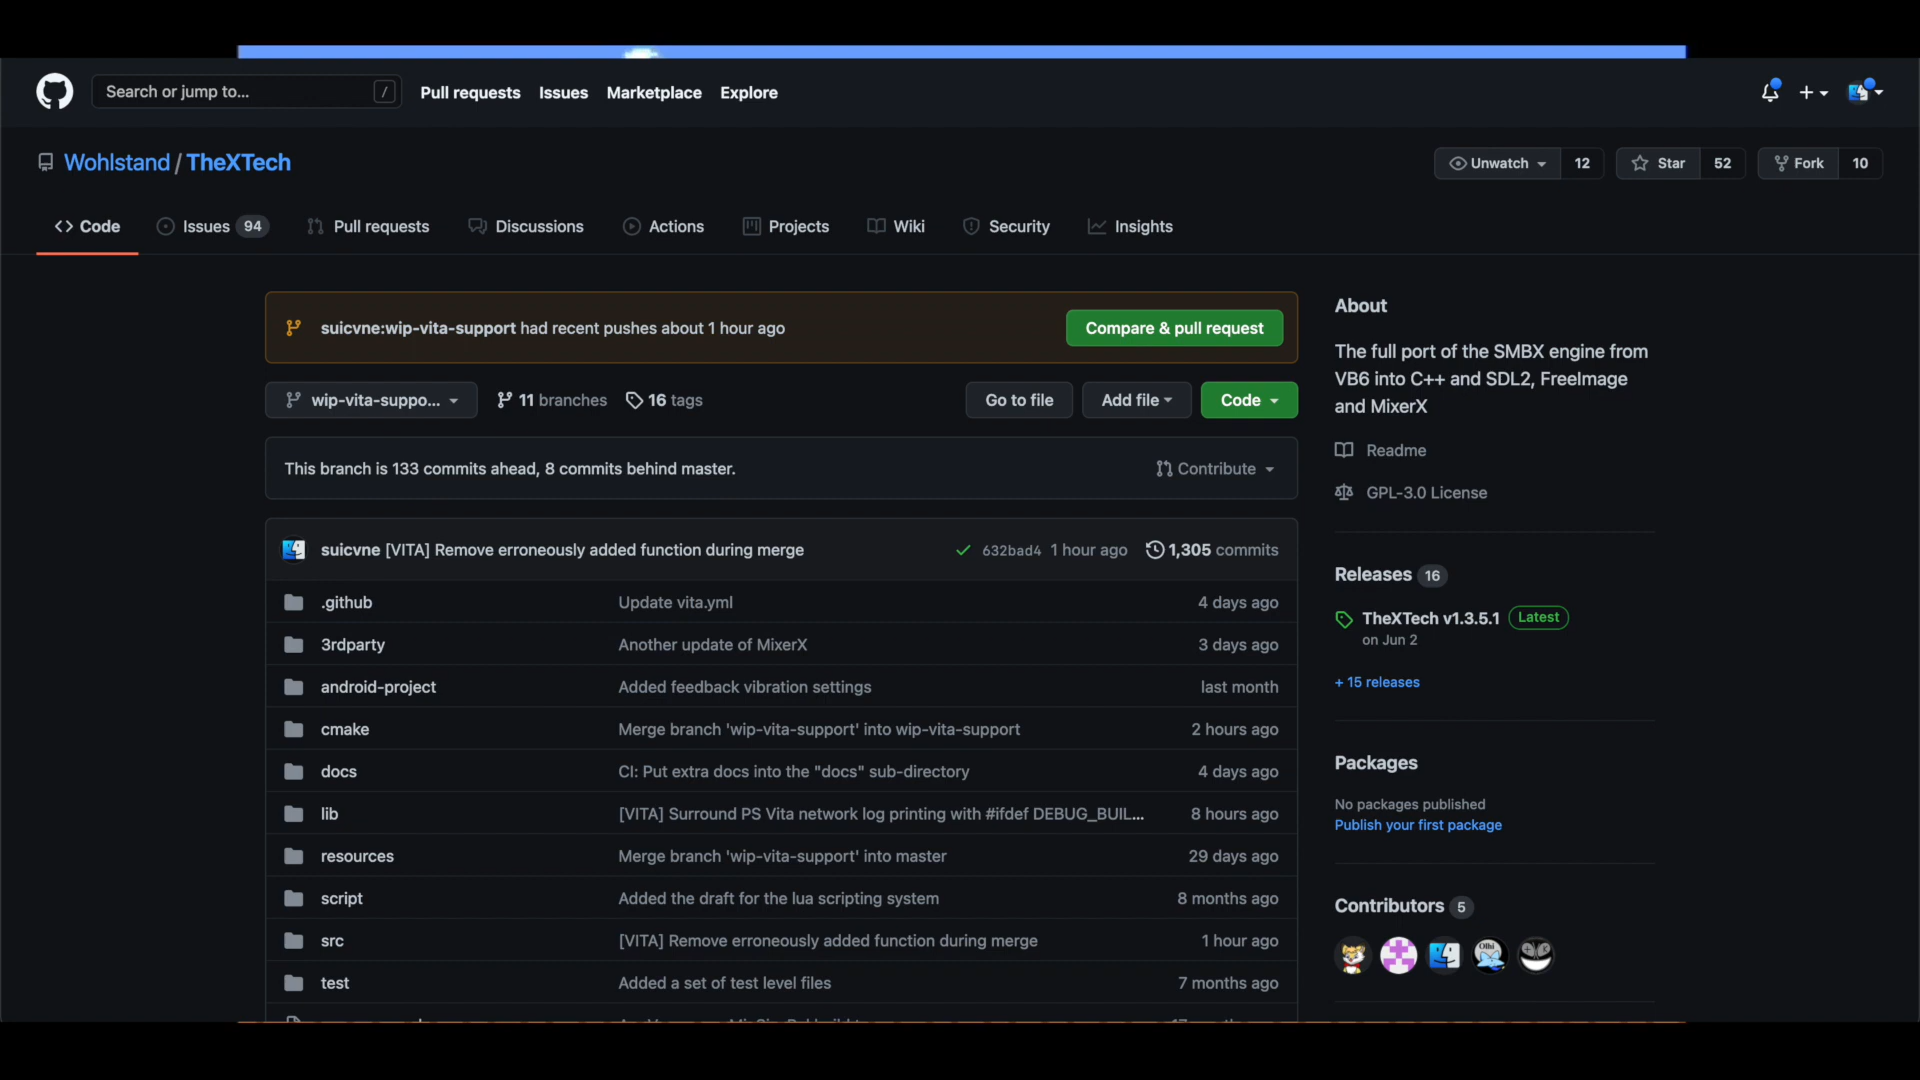 Search or jump to... /
Pull requests Issues Marketplace Explore
Wohlstand / TheXTech
Unwatch 12 Star 52 Fork 10
Code Issues 94 Pull requests Discussions Actions Projects Wiki Security Insights
suicvne:wip-vita-support had recent pushes about 1 hour ago
Compare & pull request
wip-vita-suppo... 11 branches 16 tags
Go to file Add file Code
This branch is 133 commits ahead, 8 commits behind master.
Contribute
suicvne [VITA] Remove erroneously added function during merge 632bad4 1 hour ago 1,305 commits
.github Update vita.yml 4 days ago
3rdparty Another update of MixerX 3 days ago
android-project Added feedback vibration settings last month
cmake Merge branch 'wip-vita-support' into wip-vita-support 2 hours ago
docs CI: Put extra docs into the "docs" sub-directory 4 days ago
lib [VITA] Surround PS Vita network log printing with #ifdef DEBUG_BUIL... 8 hours ago
resources Merge branch 'wip-vita-support' into master 29 days ago
script Added the draft for the lua scripting system 8 months ago
src [VITA] Remove erroneously added function during merge 1 hour ago
test Added a set of test level files 7 months ago
About
The full port of the SMBX engine from
VB6 into C++ and SDL2, FreeImage
and MixerX
Readme
GPL-3.0 License
Releases 16
TheXTech v1.3.5.1 Latest
on Jun 2
+ 15 releases
Packages
No packages published
Publish your first package
Contributors 5